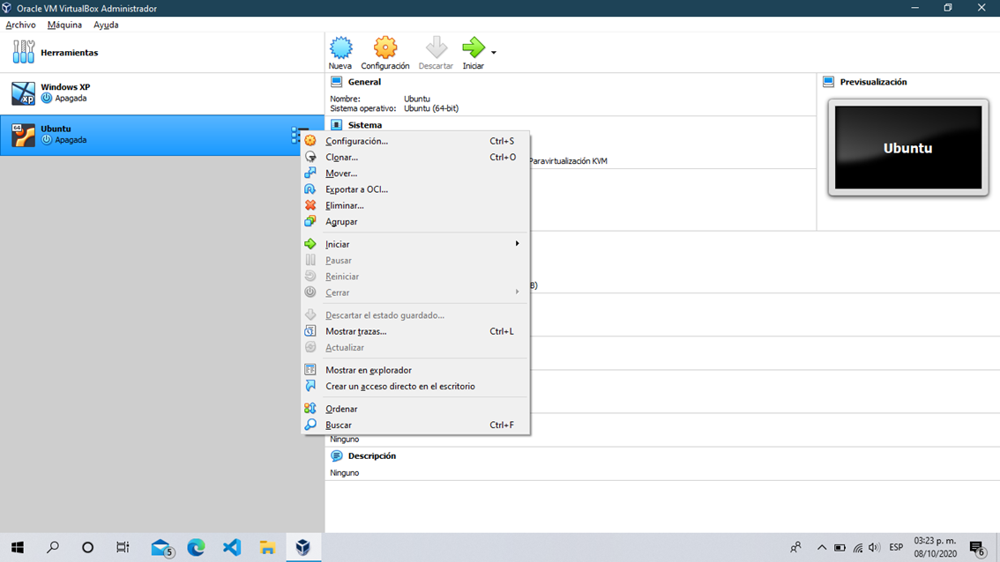 Oracle VM VirtualBox Administrador
Archivo Máquina Ayuda
Herramientas
Nueva Configuración Descartar Iniciar
Windows XP
XP
Apagada
64
Ubuntu
Apagada
General
Nombre: Ubuntu
Sistema operativo: Ubuntu (64-bit)
Sistema
Paravirtualización KVM
B)
Previsualización
Ubuntu
Configuración... Ctrl+S
Clonar... Ctrl+O
Mover...
Exportar a OCI...
Eliminar...
Agrupar
Iniciar
Pausar
Reiniciar
Cerrar
Descartar el estado guardado...
Mostrar trazas... Ctrl+L
Actualizar
Mostrar en explorador
Crear un acceso directo en el escritorio
Ordenar
Buscar Ctrl+F
Ninguno
Descripción
Ninguno
5
ESP
03:23 p. m.
08/10/2020
6